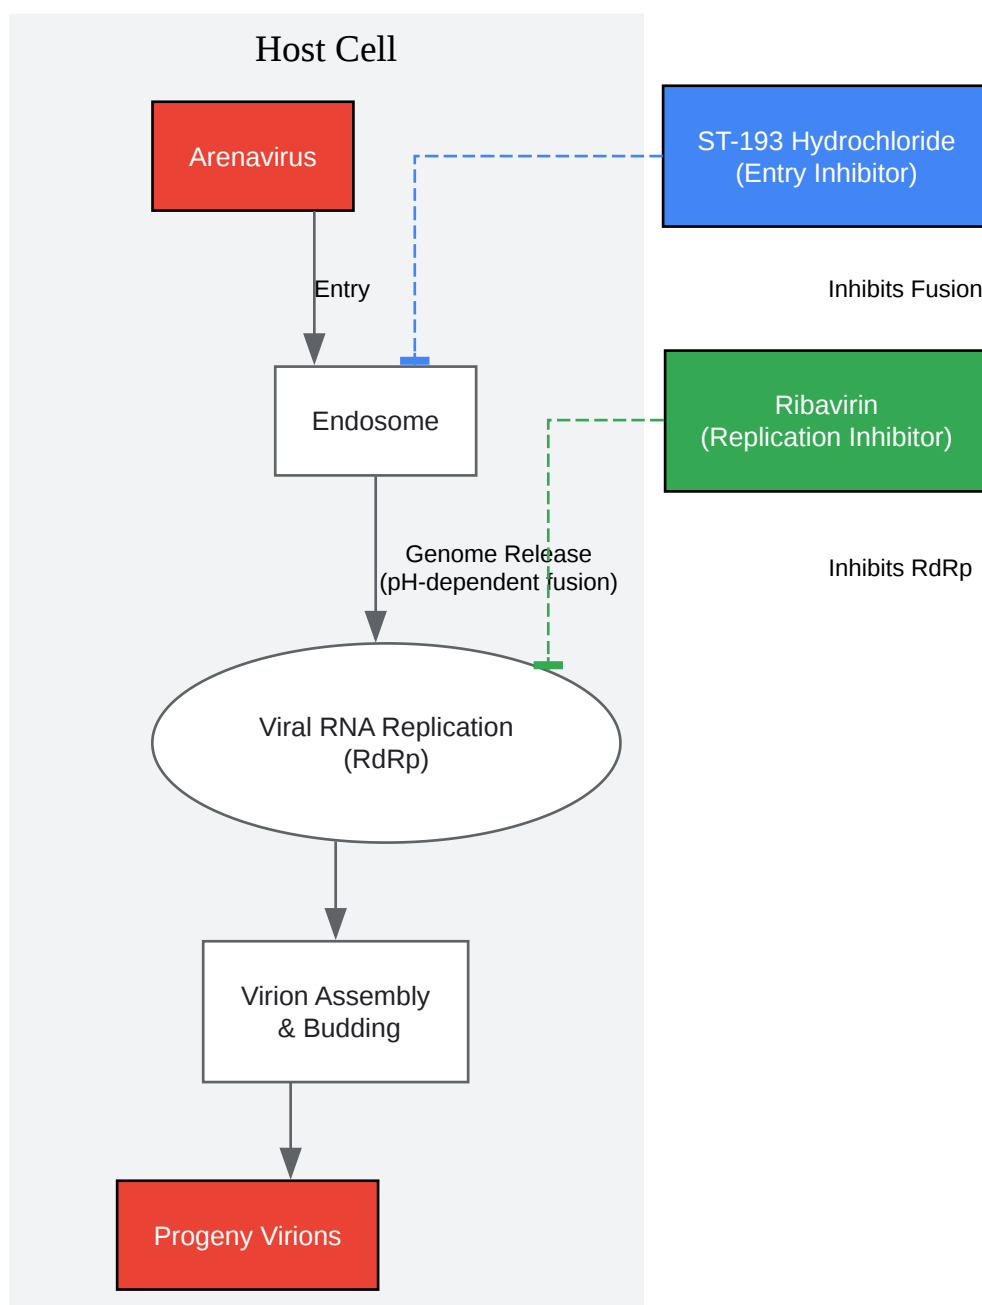 Host Cell
Arenavirus
ST-193 Hydrochloride
(Entry Inhibitor)
Entry
Inhibits Fusion
Endosome
Ribavirin
(Replication Inhibitor)
Genome Release
(pH-dependent fusion)
Inhibits RdRp
Viral RNA Replication
(RdRp)
Virion Assembly
& Budding
Progeny Virions